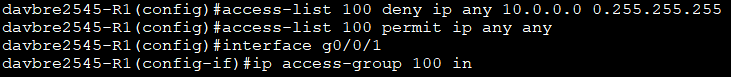 davbre2545-R1(config)#access-list 100 deny ip any 10.0.0.0 0.255.255.255
davbre2545-R1(config)#access-list 100 permit ip any any
davbre2545-R1(config)#interface g0/0/1
davbre2545-R1(config-if)#ip access-group 100 in